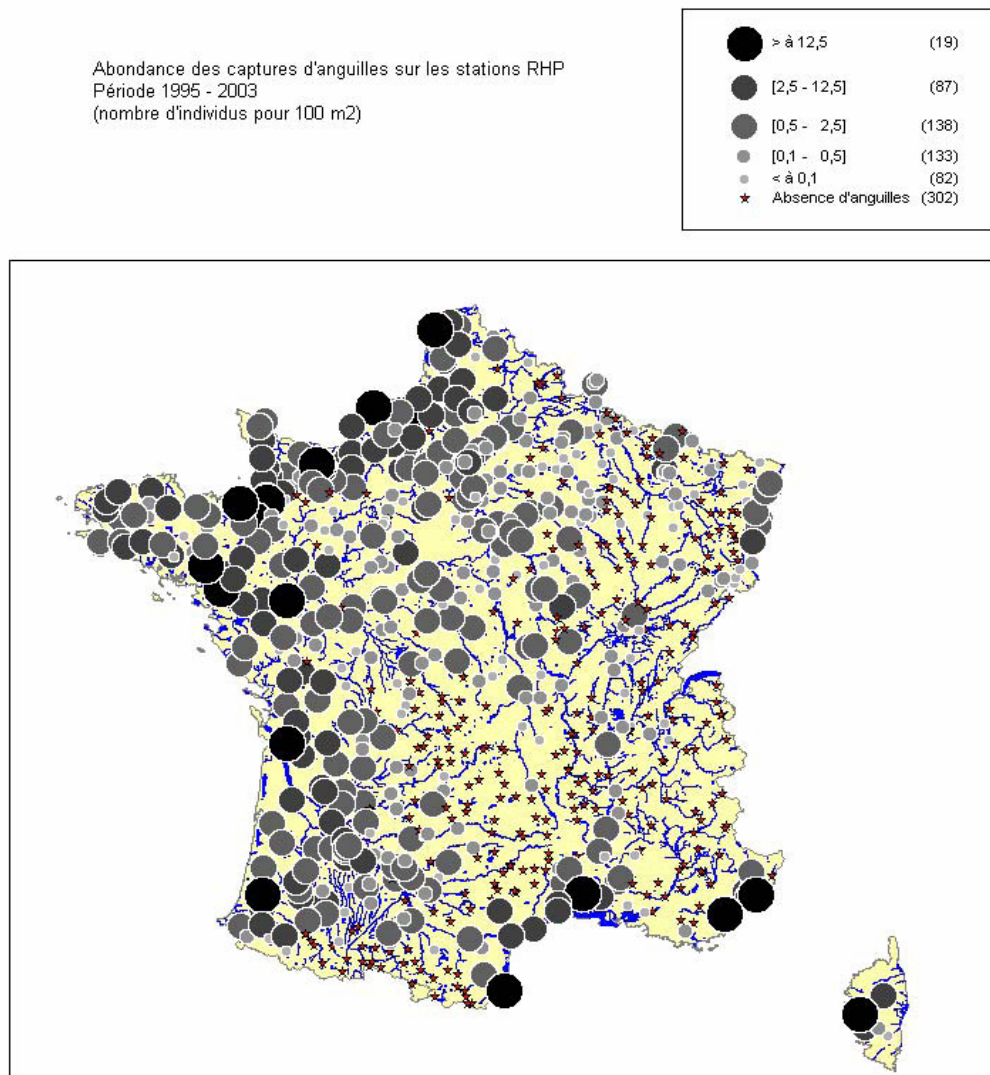 Abondance des captures d'anguilles sur les stations RHP
Période 1995 - 2003
(nombre d'individus pour 100 m2)
> à 12,5 (19)
[2,5 - 12,5] (87)
[0,5 - 2,5] (138)
[0,1 - 0,5] (133)
< à 0,1 (82)
Absence d'anguilles (302)